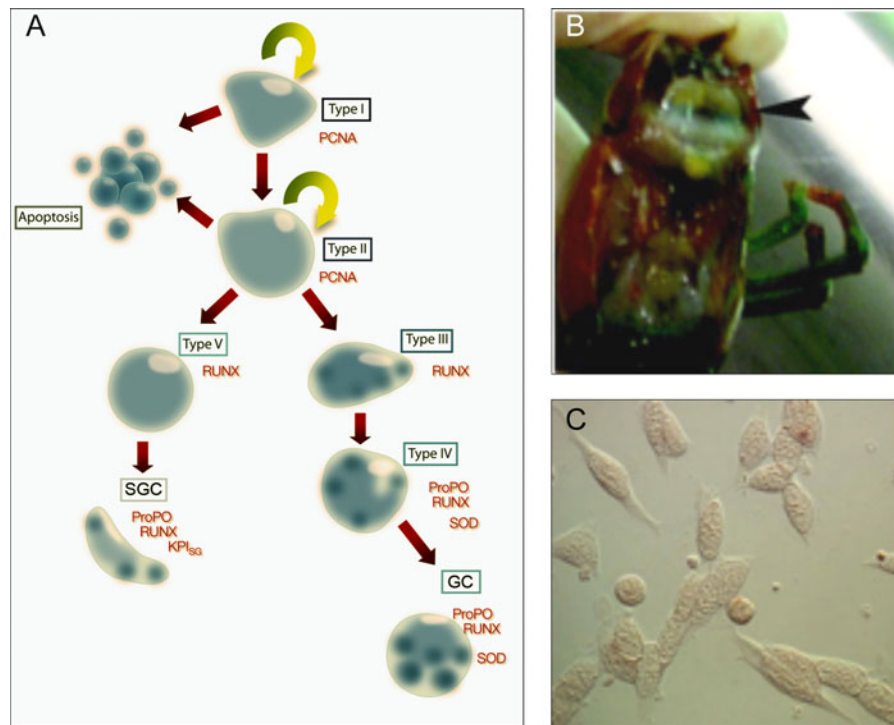 A
Type I
PCNA
Apoptosis
Type II
PCNA
Type V
RUNX
Type III
RUNX
SGC
ProPO
RUNX
KPISG
Type IV
ProPO
RUNX
SOD
GC
ProPO
RUNX
SOD
B
C